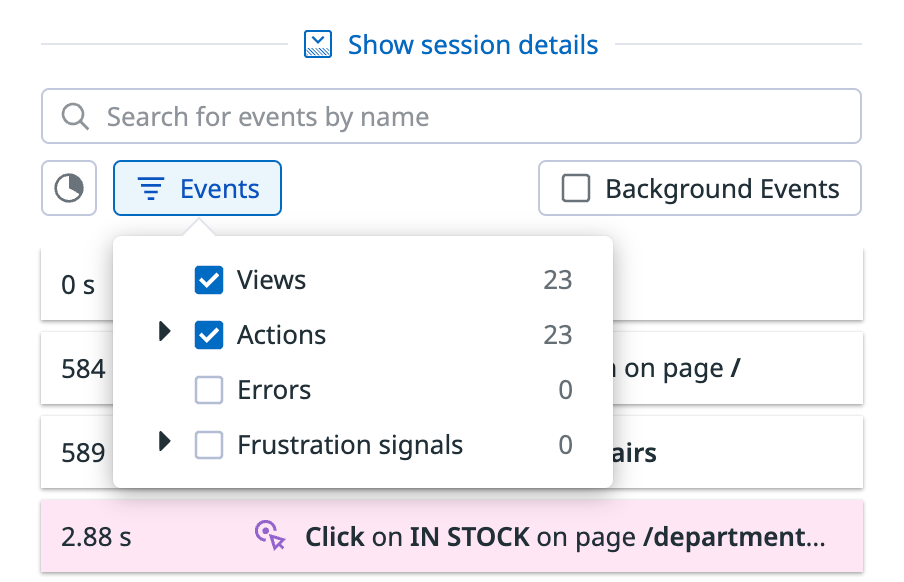 Show session details
Search for events by name
Events
Background Events
Views 23
Actions 23
Errors 0
Frustration signals 0
0 s
584 on page /
589
2.88 s Click on IN STOCK on page /department...